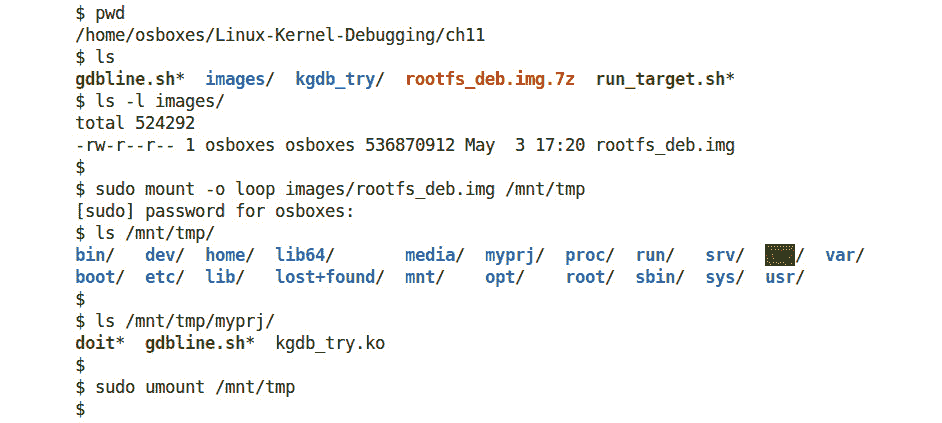 $ pwd
/home/osboxes/Linux-Kernel-Debugging/ch11
$ ls
gdbline.sh*  images/  kgdb_try/  rootfs_deb.img.7z  run_target.sh*
$ ls -l images/
total 524292
-rw-r--r-- 1 osboxes osboxes 536870912 May  3 17:20 rootfs_deb.img
$
$ sudo mount -o loop images/rootfs_deb.img /mnt/tmp
[sudo] password for osboxes:
$ ls /mnt/tmp/
bin/   dev/  home/  lib64/       media/  myprj/  proc/  run/   srv/  /  var/
boot/  etc/  lib/   lost+found/  mnt/    opt/    root/  sbin/  sys/  usr/
$
$ ls /mnt/tmp/myprj/
doit*  gdbline.sh*  kgdb_try.ko
$
$ sudo umount /mnt/tmp
$